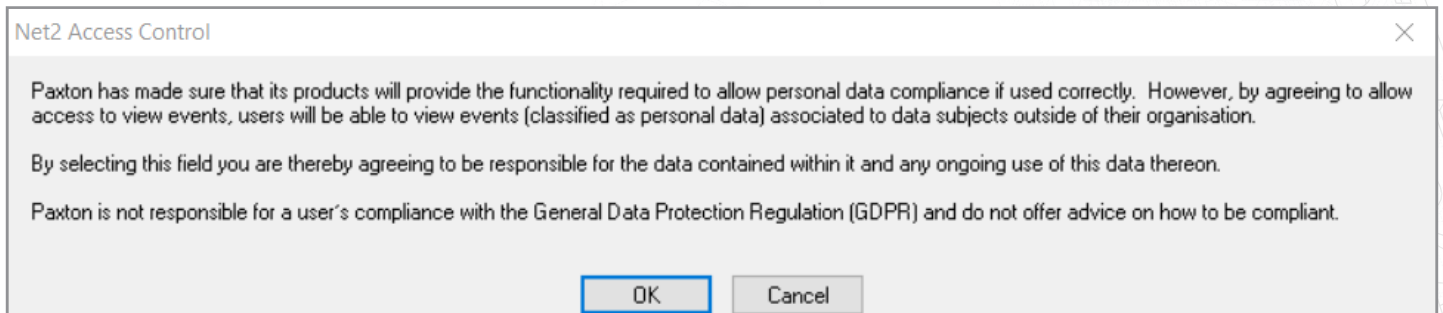 Net2 Access Control
Paxton has made sure that its products will provide the functionality required to allow personal data compliance if used correctly.  However, by agreeing to allow
access to view events, users will be able to view events (classified as personal data) associated to data subjects outside of their organisation.
By selecting this field you are thereby agreeing to be responsible for the data contained within it and any ongoing use of this data thereon.
Paxton is not responsible for a user's compliance with the General Data Protection Regulation (GDPR) and do not offer advice on how to be compliant.
OK
Cancel